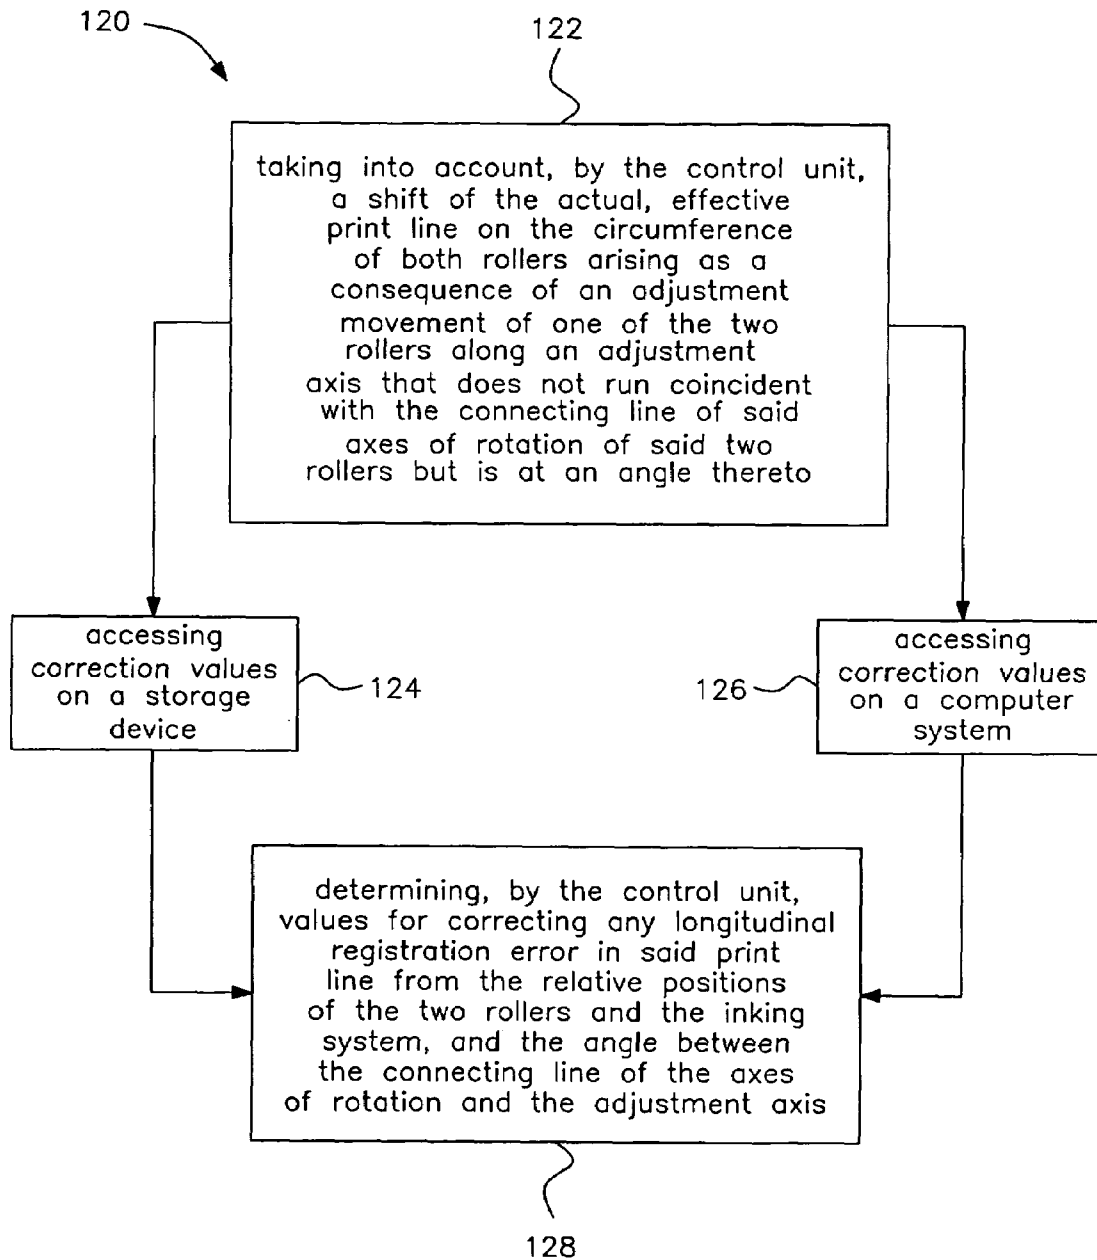 120
122
taking into account, by the control unit,
a shift of the actual, effective
print line on the circumference
of both rollers arising as a
consequence of an adjustment
movement of one of the two
rollers along an adjustment
axis that does not run coincident
with the connecting line of said
axes of rotation of said two
rollers but is at an angle thereto
accessing
correction values
on a storage
device
124
126
accessing
correction values
on a computer
system
determining, by the control unit,
values for correcting any longitudinal
registration error in said print
line from the relative positions
of the two rollers and the inking
system, and the angle between
the connecting line of the axes
of rotation and the adjustment axis
128